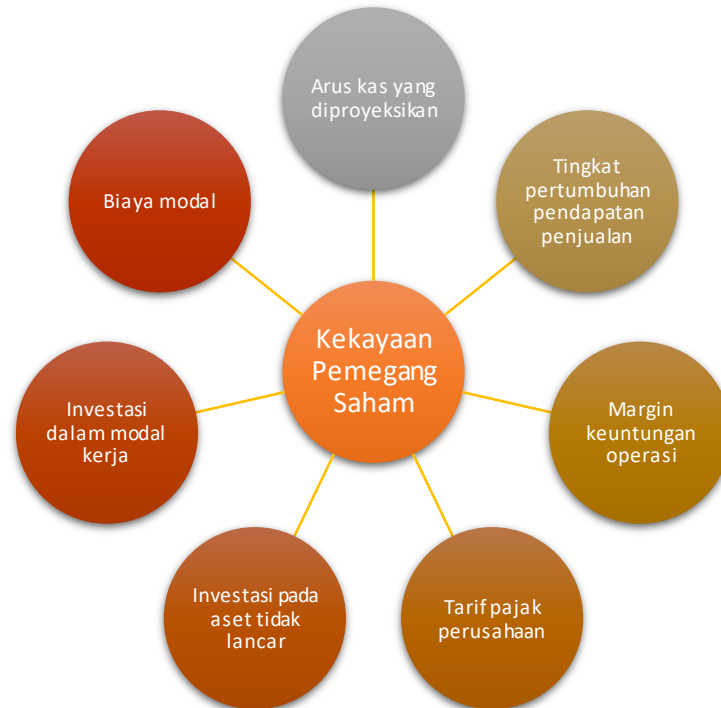 Arus kas yang
diproyeksikan
Tingkat
pertumbuhan
pendapatan
penjualan
Margin
keuntungan
operasi
Tarif pajak
perusahaan
Investasi pada
aset tidak
lancar
Investasi
dalam modal
kerja
Biaya modal
Kekayaan
Pemegang
Saham